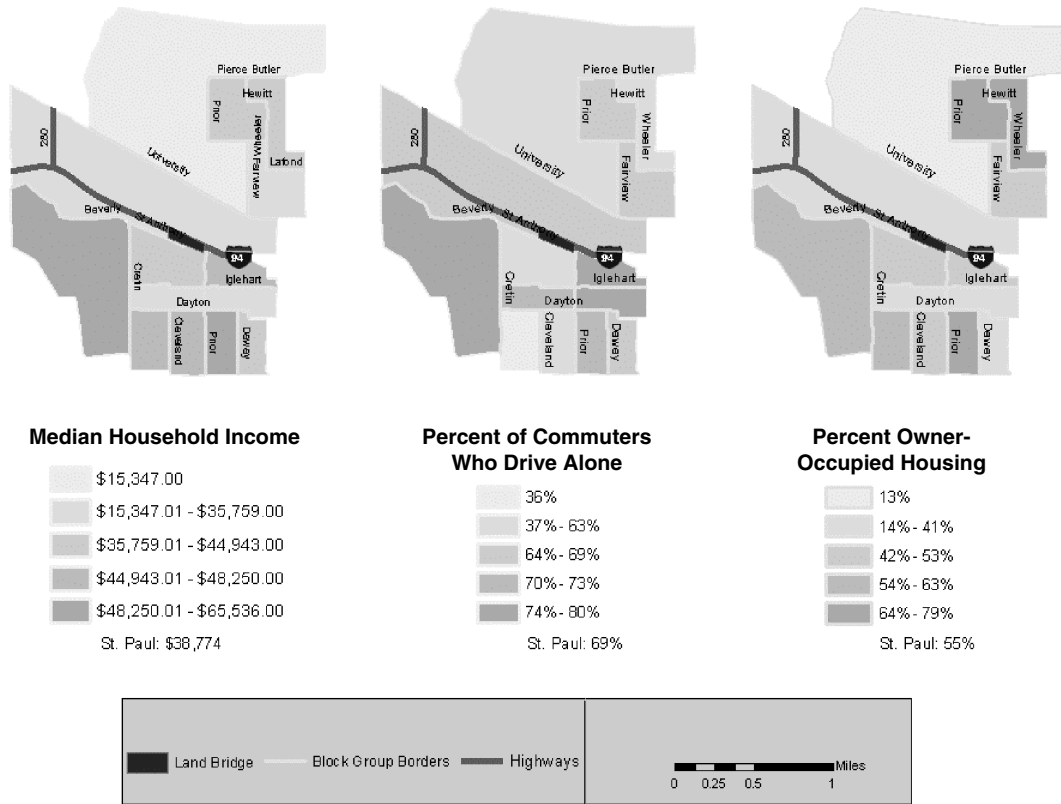 Pierce Butler
Hewitt
Prior
Wheeler
Fairview
Lafond
280
University
Beverly
St Anthony
94
Cretin
Iglehart
Dayton
Cleveland
Prior
Dewey
Pierce Butler
Hewitt
Prior
Wheeler
Fairview
University
Beverly
St Anthony
94
Cretin
Iglehart
Dayton
Cleveland
Prior
Dewey
Pierce Butler
Hewitt
Prior
Wheeler
Fairview
280
University
Beverly
St Anthony
94
Cretin
Iglehart
Dayton
Cleveland
Prior
Dewey
Median Household Income
$15,347.00
$15,347.01 - $35,759.00
$35,759.01 - $44,943.00
$44,943.01 - $48,250.00
$48,250.01 - $65,536.00
St. Paul: $38,774
Percent of Commuters
Who Drive Alone
36%
37% - 63%
64% - 69%
70% - 73%
74% - 80%
St. Paul: 69%
Percent Owner-
Occupied Housing
13%
14% - 41%
42% - 53%
54% - 63%
64% - 79%
St. Paul: 55%
Land Bridge
Block Group Borders
Highways
Miles
0 0.25 0.5 1